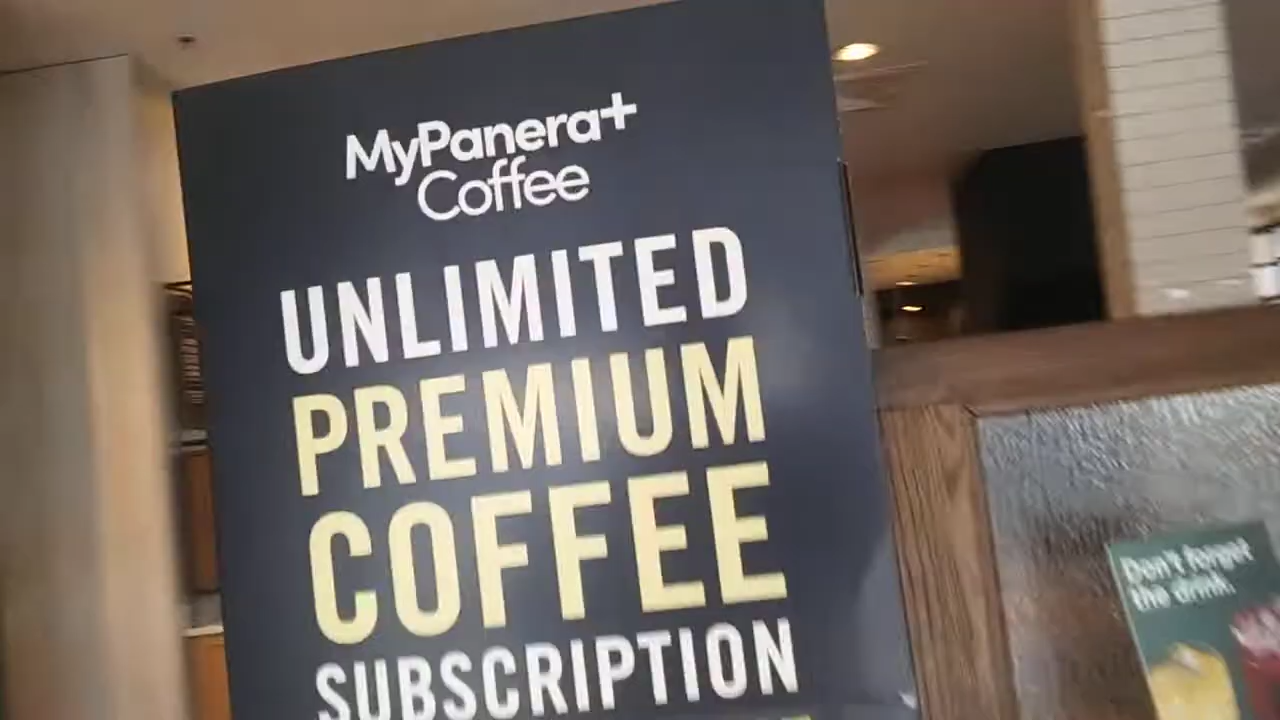 MyPanera+
Coffee
UNLIMITED
PREMIUM
COFFEE
SUBSCRIPTION
Don't forget
the drink.